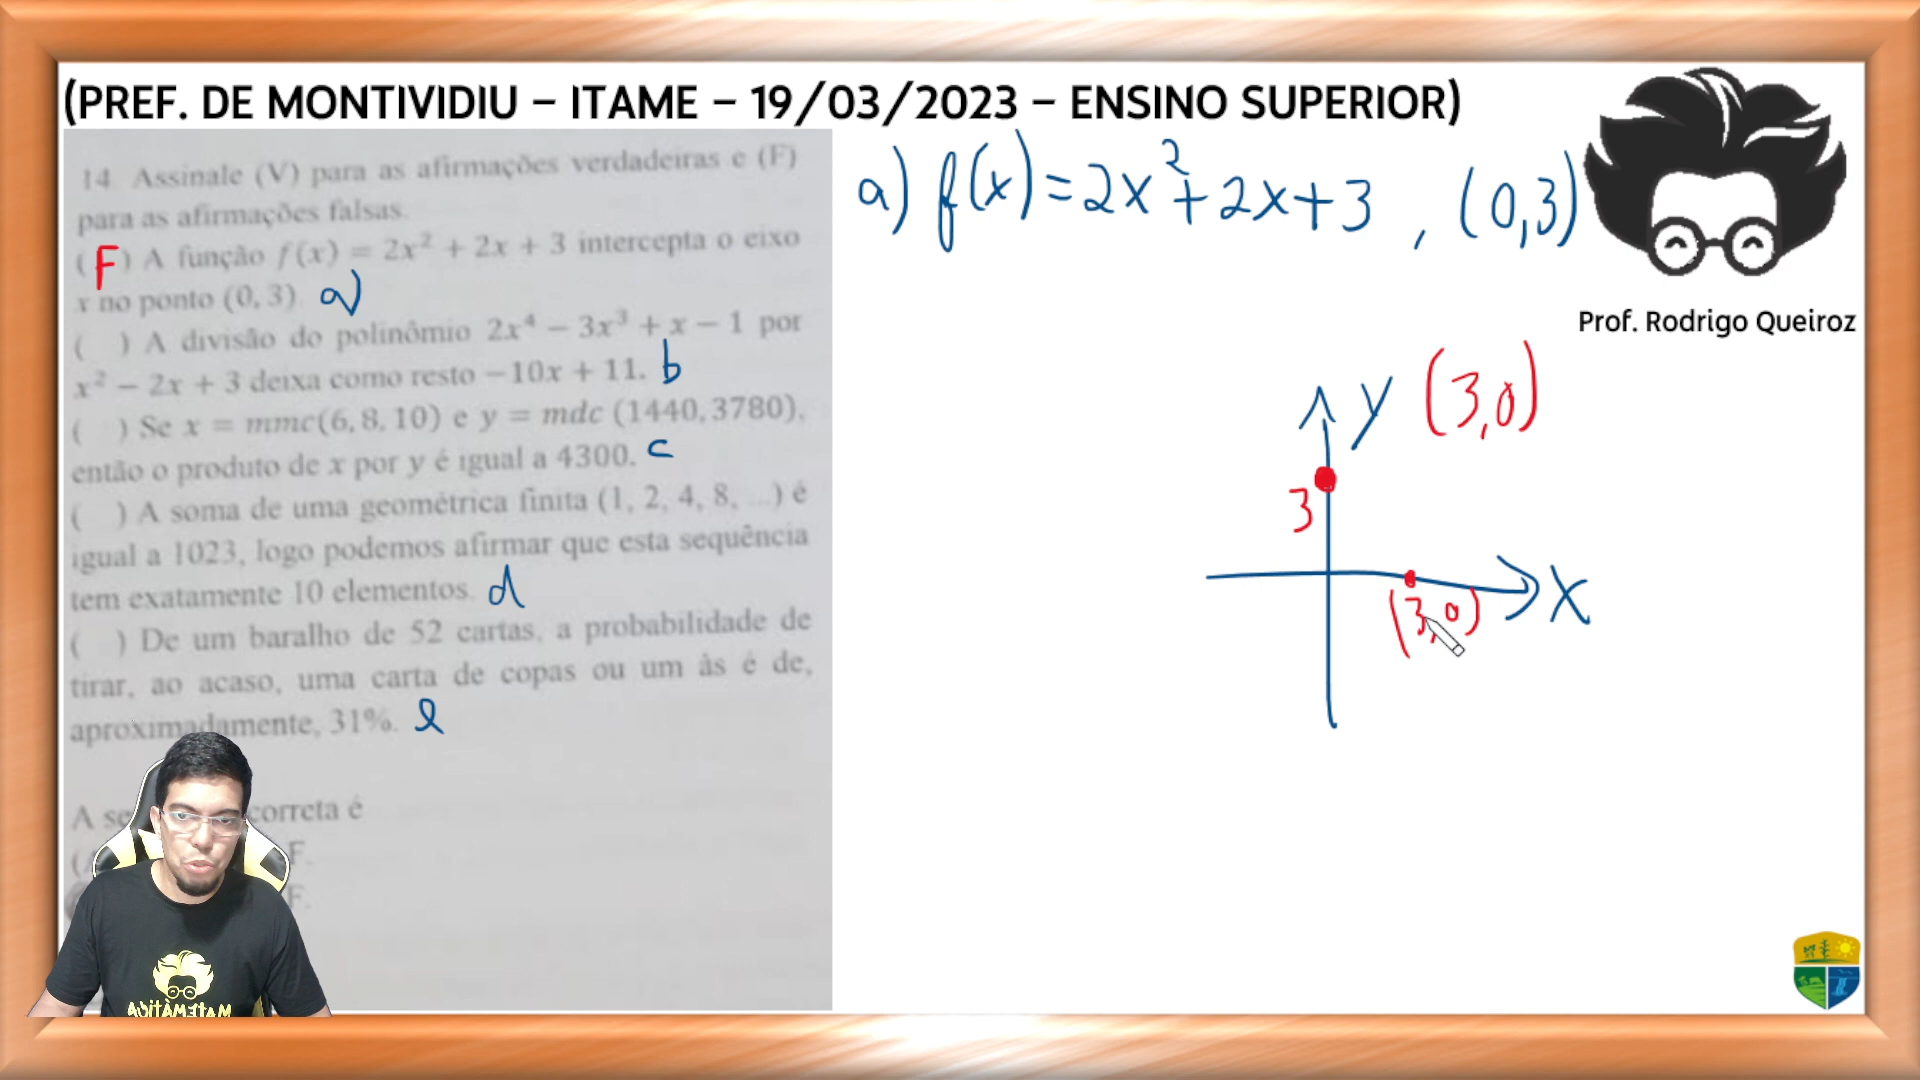 (PREF. DE MONTIVIDIU – ITAME – 19/03/2023 – ENSINO SUPERIOR)
14. Assinale (V) para as afirmações verdadeiras e (F)
para as afirmações falsas.
(F) A função f(x) = 2x² + 2x + 3 intercepta o eixo
x no ponto (0, 3). a)
( ) A divisão do polinômio 2x⁴ − 3x³ + x − 1 por
x² − 2x + 3 deixa como resto −10x + 11. b
( ) Se x = mmc(6, 8, 10) e y = mdc (1440, 3780),
então o produto de x por y é igual a 4300. c
( ) A soma de uma geométrica finita (1, 2, 4, 8, ...) é
igual a 1023, logo podemos afirmar que esta sequência
tem exatamente 10 elementos. d
( ) De um baralho de 52 cartas, a probabilidade de
tirar, ao acaso, uma carta de copas ou um ás é de,
aproximadamente, 31%. e
A correta é
F.
F.
a) f(x) = 2x² + 2x + 3 , (0,3)
Prof. Rodrigo Queiroz
y (3,0)
3
x
(3,0)
MATEMÁTICA